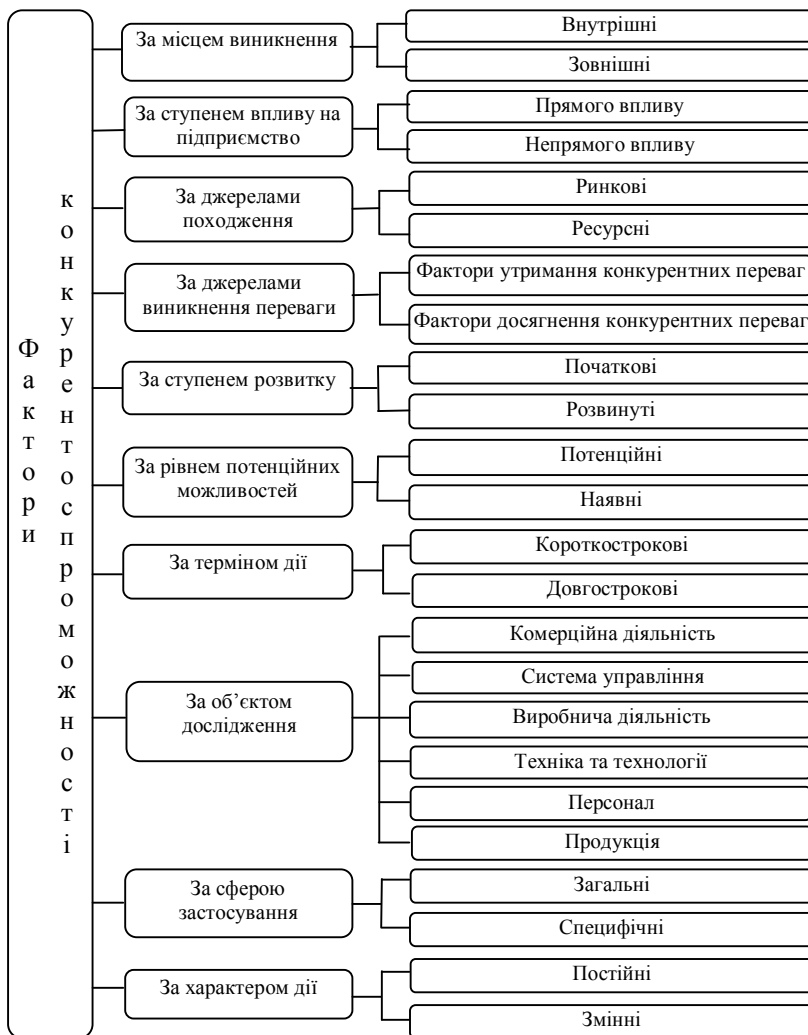 Фактори
конкурентоспроможності
За місцем виникнення
Внутрішні
Зовнішні
За ступенем впливу на
підприємство
Прямого впливу
Непрямого впливу
За джерелами
походження
Ринкові
Ресурсні
За джерелами
виникнення переваги
Фактори утримання конкурентних переваг
Фактори досягнення конкурентних переваг
За ступенем розвитку
Початкові
Розвинуті
За рівнем потенційних
можливостей
Потенційні
Наявні
За терміном дії
Короткострокові
Довгострокові
За об’єктом
дослідження
Комерційна діяльність
Система управління
Виробнича діяльність
Техніка та технології
Персонал
Продукція
За сферою
застосування
Загальні
Специфічні
За характером дії
Постійні
Змінні